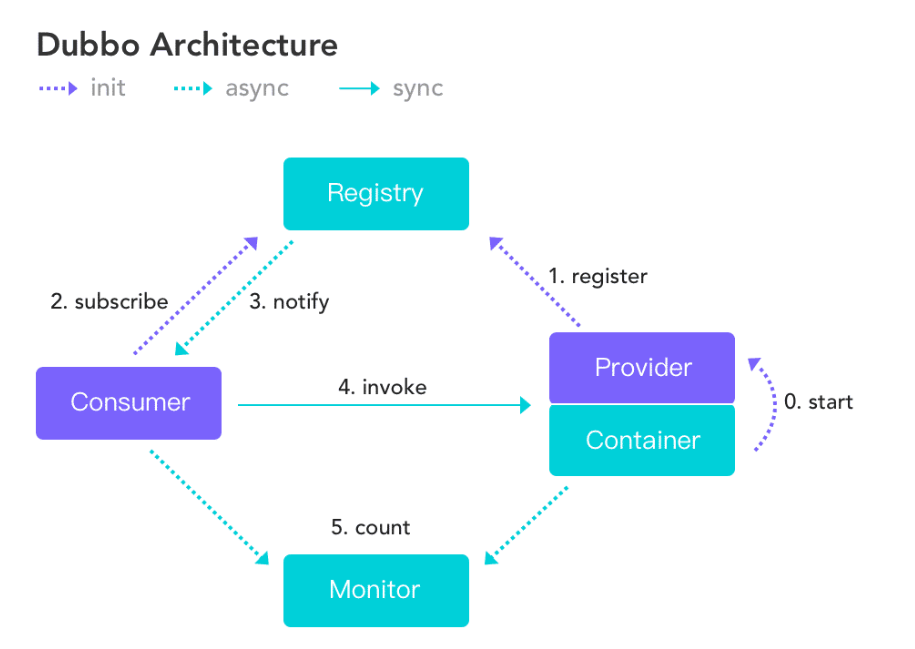 Dubbo Architecture
init async sync
Registry
1. register
2. subscribe 3. notify
Provider
4. invoke
Consumer
0. start
Container
5. count
Monitor